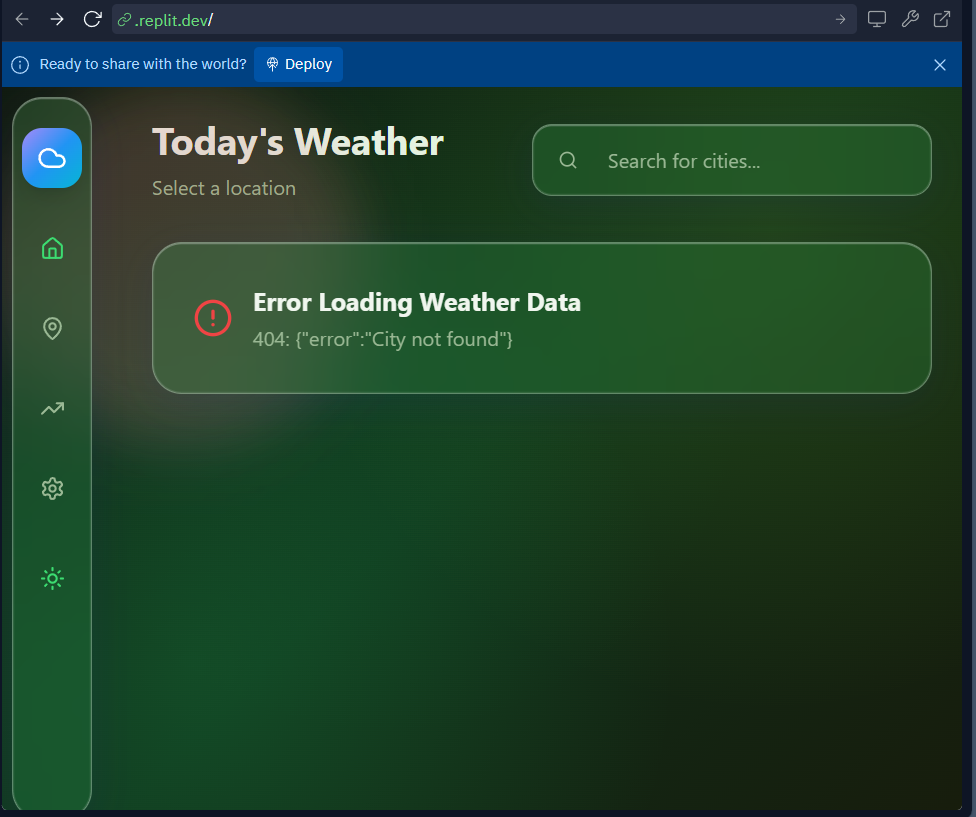 .replit.dev/
Ready to share with the world? Deploy
Today's Weather
Select a location
Search for cities...
Error Loading Weather Data
404: {"error":"City not found"}